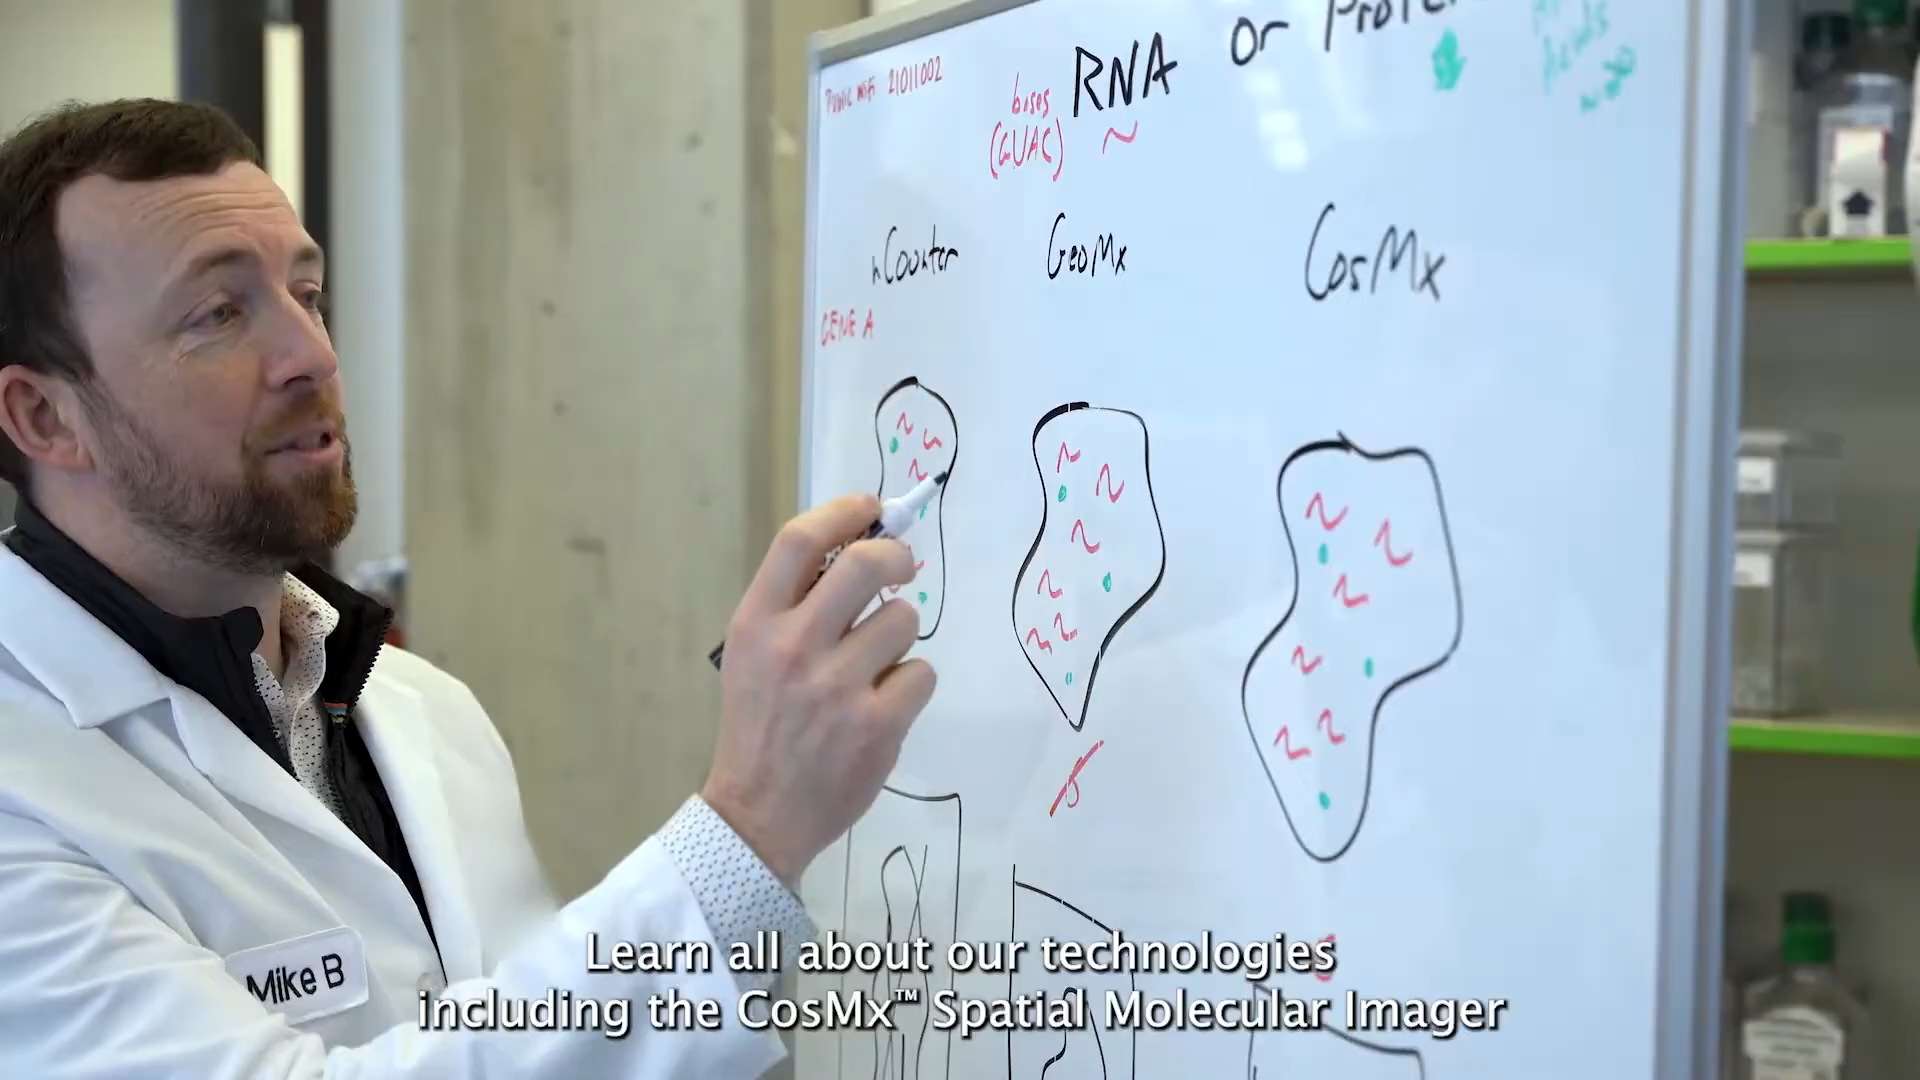 Public Wifi 21011002
bases
(GUAC)
RNA or Protein
nCounter
GeoMx
CosMx
GENE A
Mike B
Learn all about our technologies
including the CosMx™ Spatial Molecular Imager